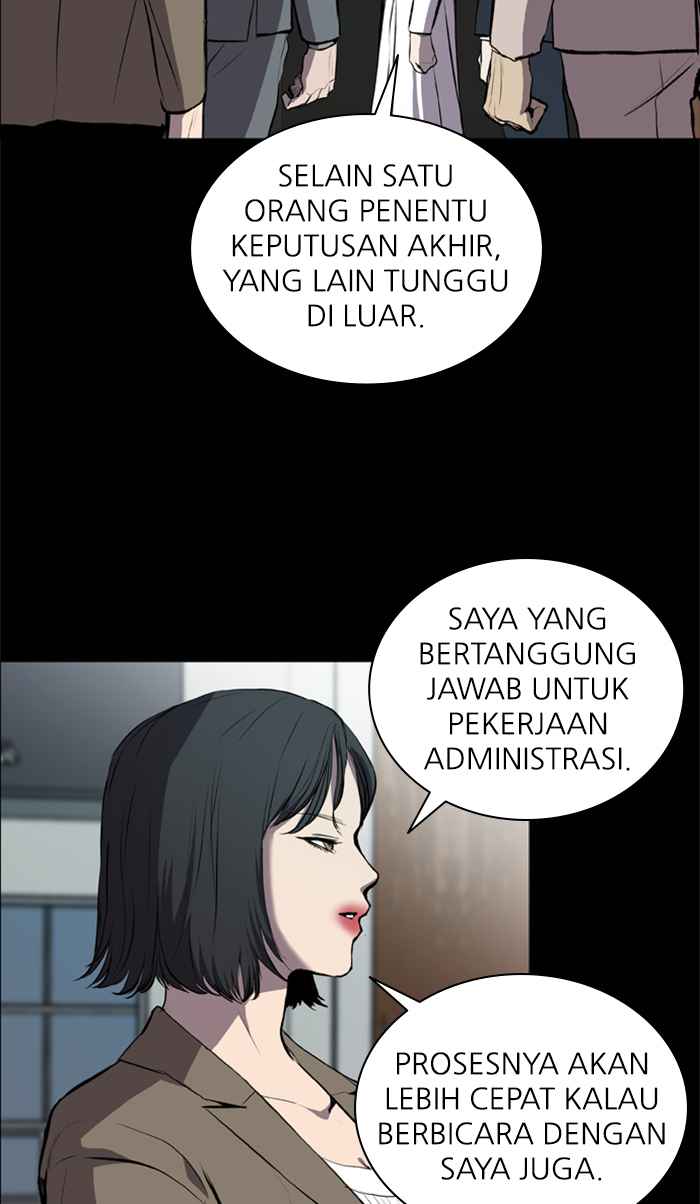 SELAIN SATU
ORANG PENENTU
KEPUTUSAN AKHIR,
YANG LAIN TUNGGU
DI LUAR.
SAYA YANG
BERTANGGUNG
JAWAB UNTUK
PEKERJAAN
ADMINISTRASI.
PROSESNYA AKAN
LEBIH CEPAT KALAU
BERBICARA DENGAN
SAYA JUGA.